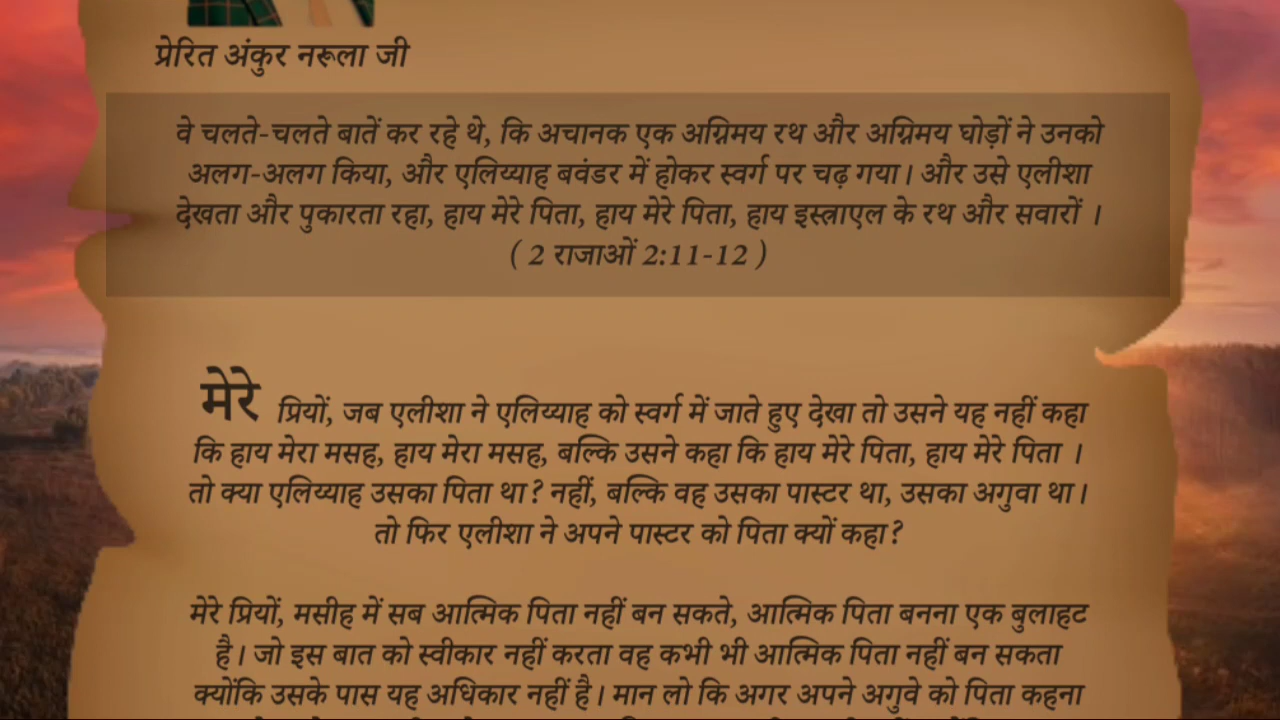 प्रेरित अंकुर नरूला जी
वे चलते-चलते बातें कर रहे थे, कि अचानक एक अग्निमय रथ और अग्निमय घोड़ों ने उनको
अलग-अलग किया, और एलिय्याह बवंडर में होकर स्वर्ग पर चढ़ गया। और उसे एलीशा
देखता और पुकारता रहा, हाय मेरे पिता, हाय मेरे पिता, हाय इस्त्राएल के रथ और सवारों ।
( 2 राजाओं 2:11-12 )
मेरे प्रियों, जब एलीशा ने एलिय्याह को स्वर्ग में जाते हुए देखा तो उसने यह नहीं कहा
कि हाय मेरा मसह, हाय मेरा मसह, बल्कि उसने कहा कि हाय मेरे पिता, हाय मेरे पिता ।
तो क्या एलिय्याह उसका पिता था? नहीं, बल्कि वह उसका पास्टर था, उसका अगुवा था।
तो फिर एलीशा ने अपने पास्टर को पिता क्यों कहा?
मेरे प्रियों, मसीह में सब आत्मिक पिता नहीं बन सकते, आत्मिक पिता बनना एक बुलाहट
है। जो इस बात को स्वीकार नहीं करता वह कभी भी आत्मिक पिता नहीं बन सकता
क्योंकि उसके पास यह अधिकार नहीं है। मान लो कि अगर अपने अगुवे को पिता कहना